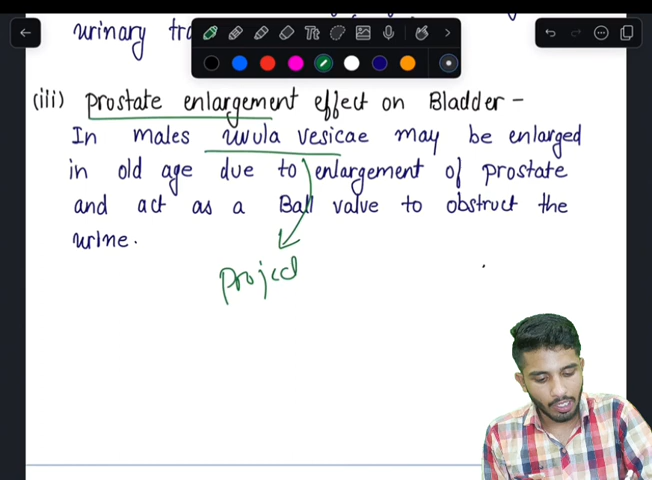 urinary
(iii) prostate enlargement effect on Bladder –
In males uvula vesicae may be enlarged
in old age due to enlargement of prostate
and act as a Ball valve to obstruct the
urine.
Project